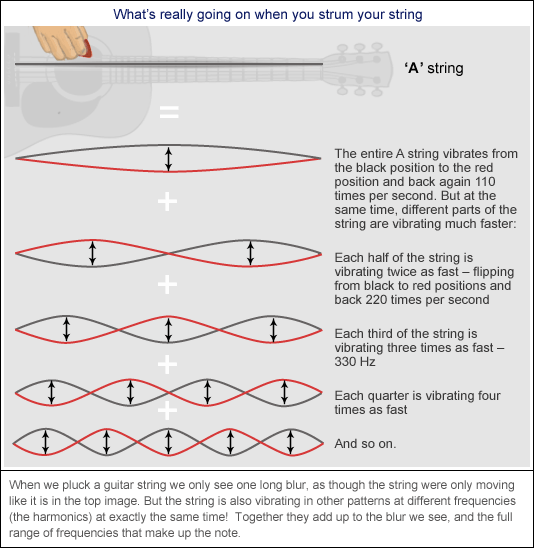 What's really going on when you strum your string
'A' string
=
The entire A string vibrates from
the black position to the red
position and back again 110
times per second. But at the
same time, different parts of the
string are vibrating much faster:
+
Each half of the string is
vibrating twice as fast – flipping
from black to red positions and
back 220 times per second
+
Each third of the string is
vibrating three times as fast –
330 Hz
+
Each quarter is vibrating four
times as fast
+
And so on.
When we pluck a guitar string we only see one long blur, as though the string were only moving
like it is in the top image. But the string is also vibrating in other patterns at different frequencies
(the harmonics) at exactly the same time!  Together they add up to the blur we see, and the full
range of frequencies that make up the note.